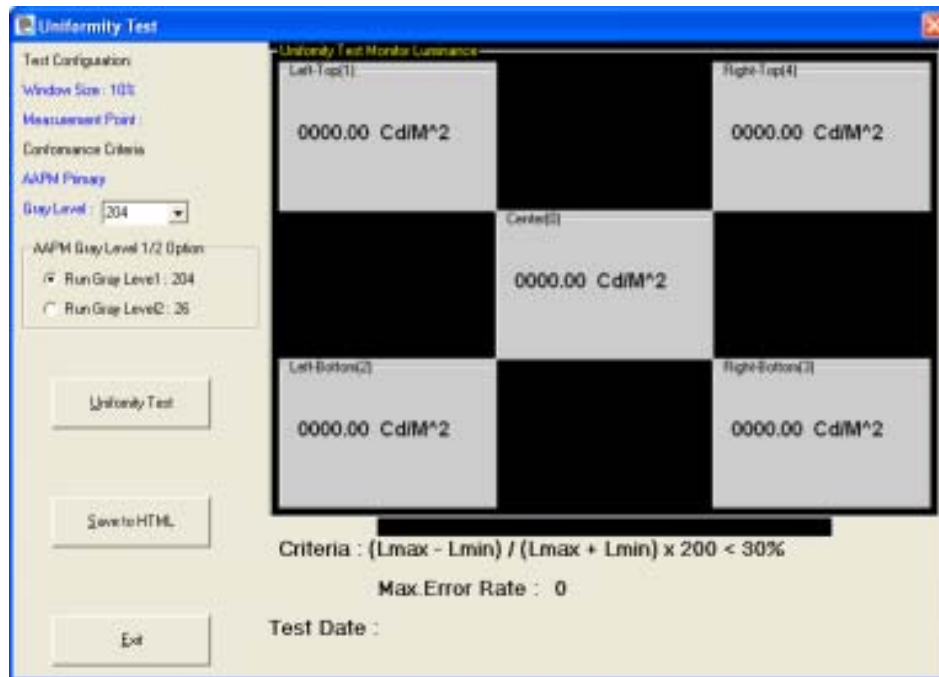 Uniformity Test
Test Configuration
Window Size : 10%
Measurement Point :
Conformance Criteria
AAPM Primary
Gray Level : 204
AAPM Gray Level 1/2 Option
Run Gray Level1 : 204
Run Gray Level2 : 26
Uniformity Test
Save to HTML
Exit
Uniformity Test Monitor Luminance
Left-Top(1)
0000.00 Cd/M^2
Right-Top(4)
0000.00 Cd/M^2
Center(0)
0000.00 Cd/M^2
Left-Bottom(2)
0000.00 Cd/M^2
Right-Bottom(3)
0000.00 Cd/M^2
Criteria : (Lmax - Lmin) / (Lmax + Lmin) x 200 < 30%
Max.Error Rate : 0
Test Date :